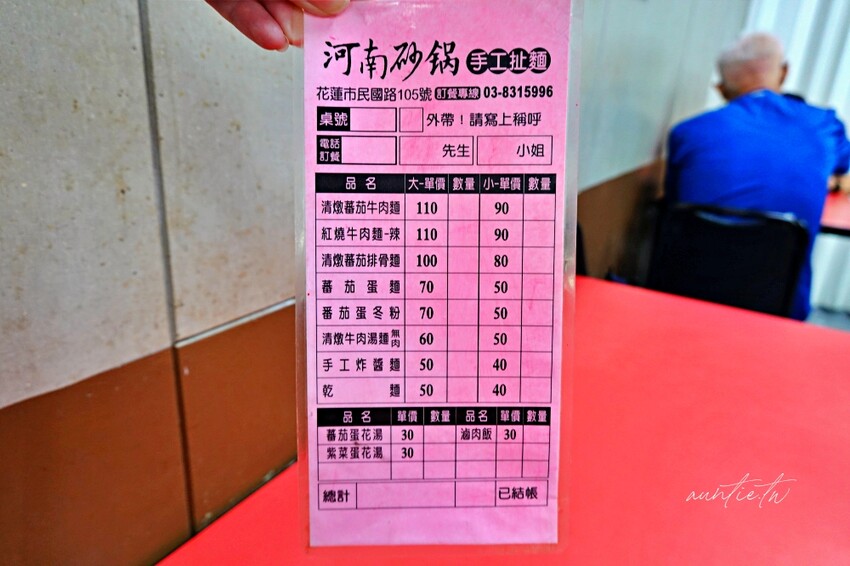 河南砂锅 手工扯麵
花蓮市民國路105號 訂餐專線 03-8315996
桌號 外帶！請寫上稱呼
電話訂餐 先生 小姐
品名 大-單價 數量 小-單價 數量
清燉蕃茄牛肉麵 110 90
紅燒牛肉麵-辣 110 90
清燉蕃茄排骨麵 100 80
蕃茄蛋麵 70 50
番茄蛋冬粉 70 50
清燉牛肉湯麵 無肉 60 50
手工炸醬麵 50 40
乾麵 50 40
品名 單價 數量 品名 單價 數量
蕃茄蛋花湯 30 滷肉飯 30
紫菜蛋花湯 30
總計 已結帳
auntie.tw